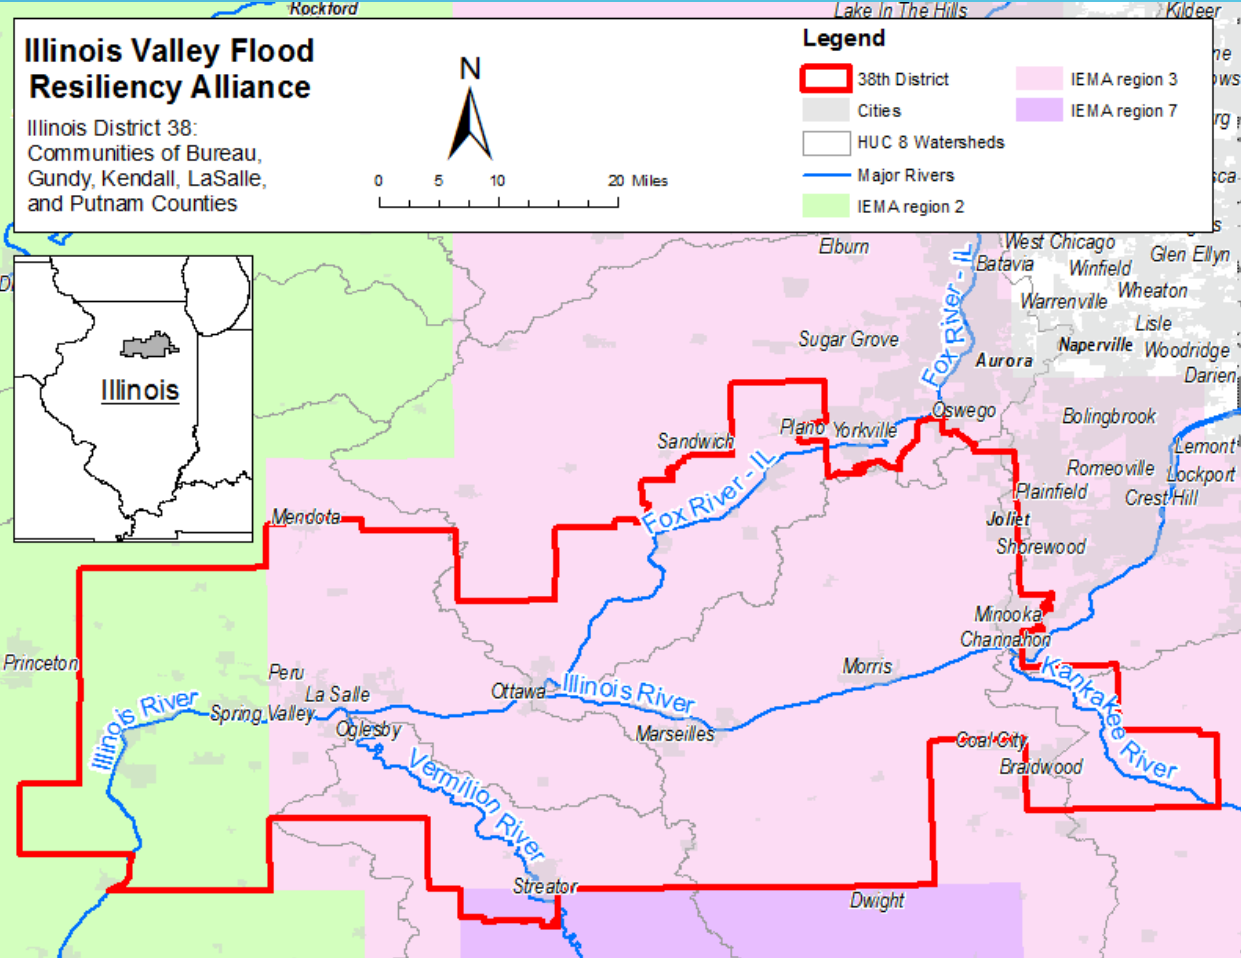 Rockford
Lake In The Hills
Kildeer
Illinois Valley Flood
Resiliency Alliance
Illinois District 38:
Communities of Bureau,
Gundy, Kendall, LaSalle,
and Putnam Counties
N
0 5 10 20 Miles
Legend
38th District
Cities
HUC 8 Watersheds
Major Rivers
IEMA region 2
IEMA region 3
IEMA region 7
Illinois
Elburn
West Chicago
Glen Ellyn
Batavia
Winfield
Wheaton
Warrenville
Fox River - IL
Sugar Grove
Lisle
Naperville
Woodridge
Aurora
Darien
Oswego
Bolingbrook
Plano
Yorkville
Sandwich
Lemont
Romeoville
Lockport
Fox River - IL
Plainfield
Crest Hill
Mendota
Joliet
Shorewood
Minooka
Channahon
Princeton
Peru
Morris
Kankakee River
La Salle
Ottawa
Illinois River
Illinois River
Spring Valley
Oglesby
Marseilles
Coal City
Braidwood
Vermilion River
Streator
Dwight